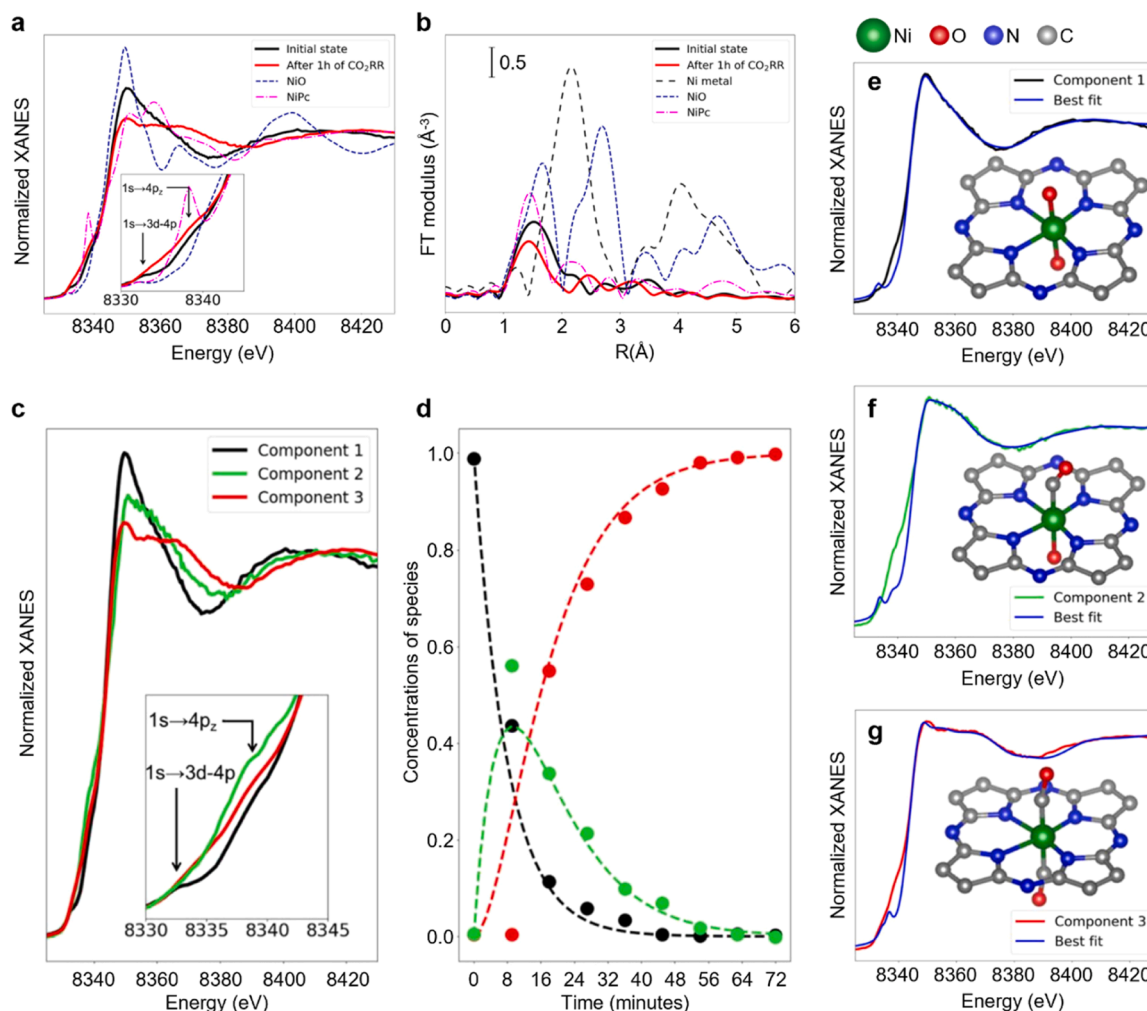 a
Normalized XANES
Initial state
After 1h of CO₂RR
NiO
NiPc
1s→4p_z
1s→3d-4p
8330 8340
8340 8360 8380 8400 8420
Energy (eV)
b
FT modulus (Å⁻³)
0.5
Initial state
After 1h of CO₂RR
Ni metal
NiO
NiPc
0 1 2 3 4 5 6
R(Å)
Ni O N C
e
Normalized XANES
Component 1
Best fit
8340 8360 8380 8400 8420
Energy (eV)
c
Normalized XANES
Component 1
Component 2
Component 3
1s→4p_z
1s→3d-4p
8330 8335 8340 8345
8340 8360 8380 8400 8420
Energy (eV)
d
Concentrations of species
1.0
0.8
0.6
0.4
0.2
0.0
0 8 16 24 32 40 48 56 64 72
Time (minutes)
f
Normalized XANES
Component 2
Best fit
8340 8360 8380 8400 8420
Energy (eV)
g
Normalized XANES
Component 3
Best fit
8340 8360 8380 8400 8420
Energy (eV)